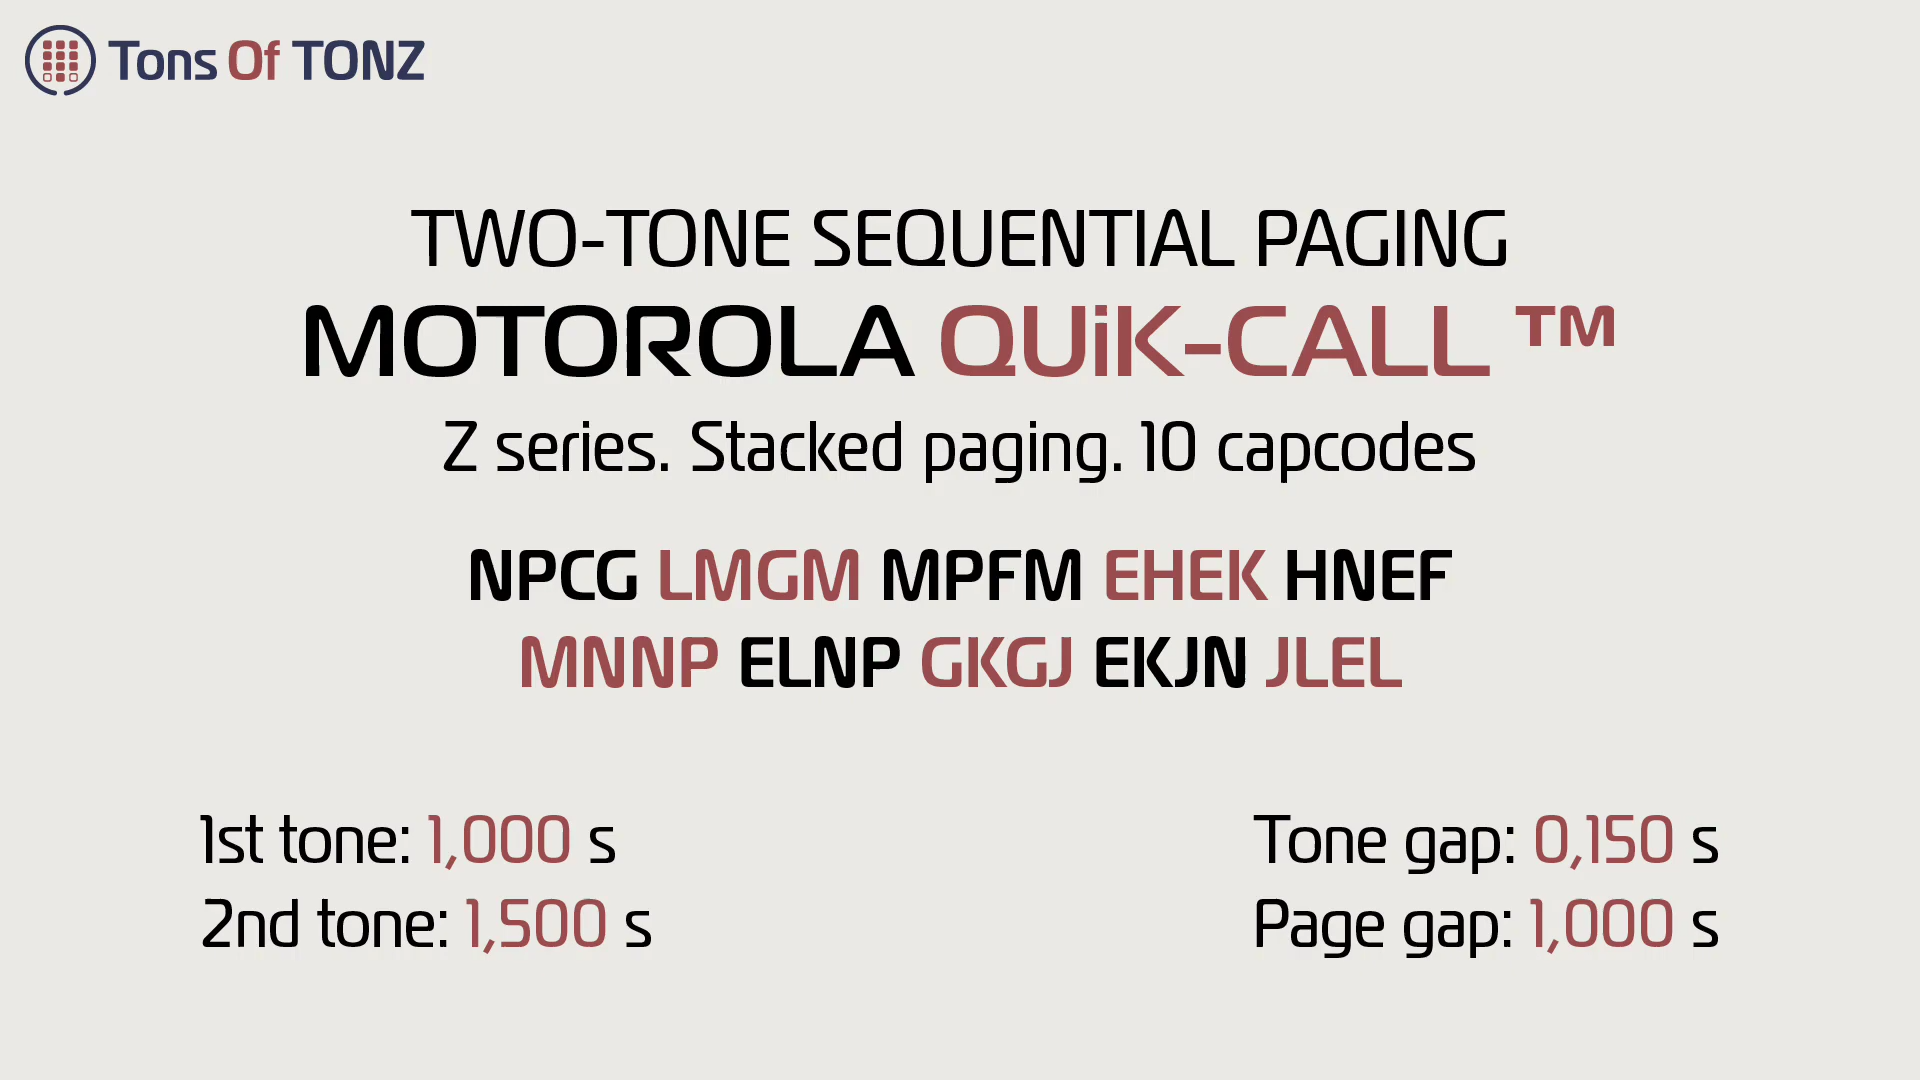 Tons Of TONZ
TWO-TONE SEQUENTIAL PAGING
MOTOROLA QUiK-CALL ™
Z series. Stacked paging. 10 capcodes
NPCG LMGM MPFM EHEK HNEF
MNNP ELNP GKGJ EKJN JLEL
1st tone: 1,000 s
2nd tone: 1,500 s
Tone gap: 0,150 s
Page gap: 1,000 s